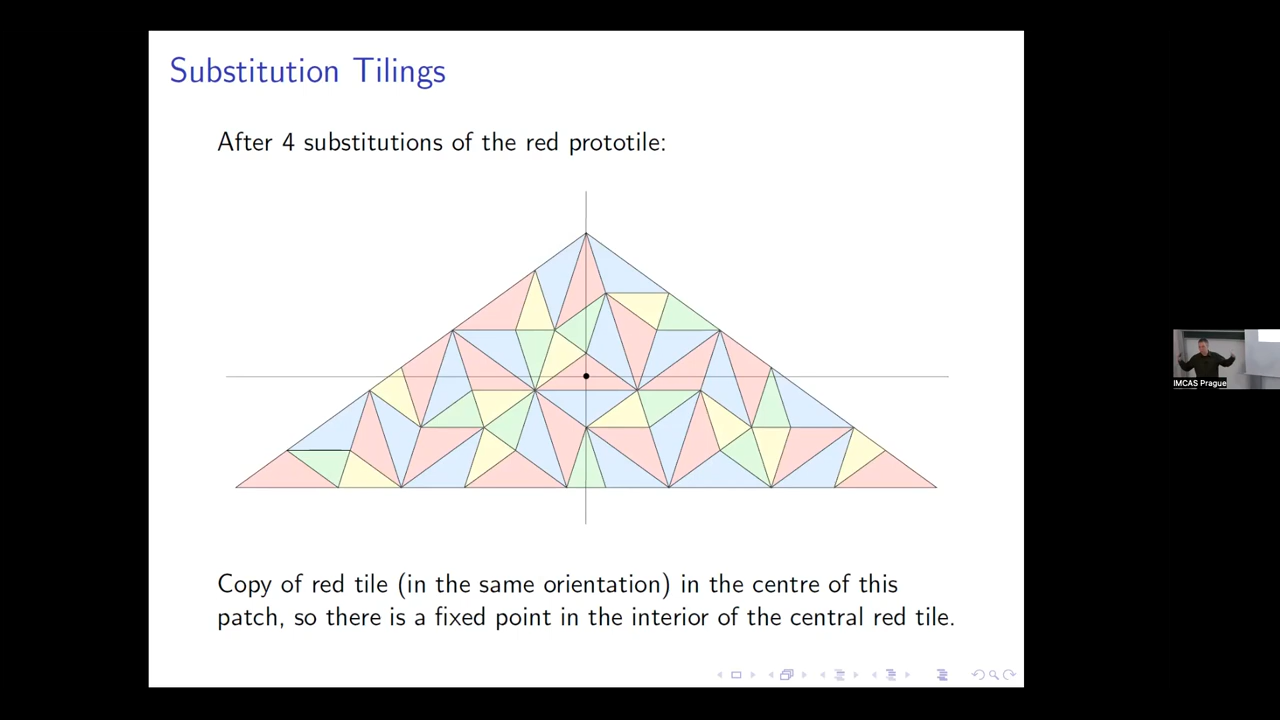 Substitution Tilings
After 4 substitutions of the red prototile:
Copy of red tile (in the same orientation) in the centre of this
patch, so there is a fixed point in the interior of the central red tile.
IMCAS Prague